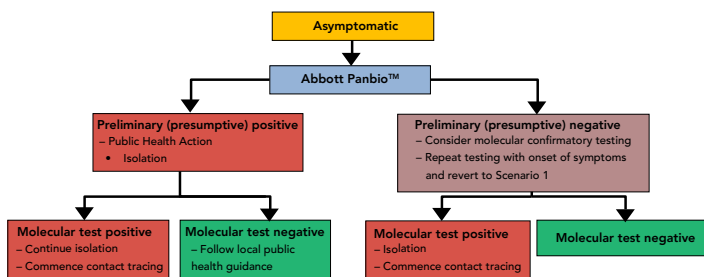 Asymptomatic
Abbott Panbio™
Preliminary (presumptive) positive
– Public Health Action
• Isolation
Preliminary (presumptive) negative
– Consider molecular confirmatory testing
– Repeat testing with onset of symptoms
and revert to Scenario 1
Molecular test positive
– Continue isolation
– Commence contact tracing
Molecular test negative
– Follow local public
health guidance
Molecular test positive
– Isolation
– Commence contact tracing
Molecular test negative